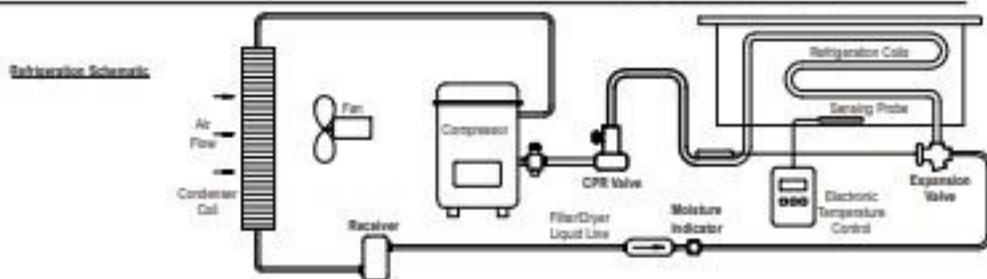 Refrigeration Schematic
Air
Flow
Condenser
Coil
Fan
Compressor
Receiver
CPR Valve
Filter/Dryer
Liquid Line
Moisture
Indicator
Refrigeration Coils
Sensing Probe
Electronic
Temperature
Control
Expansion
Valve